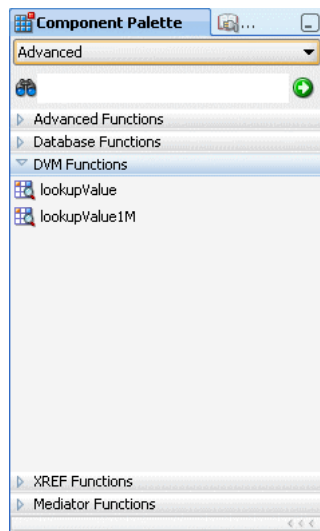 Component Palette ...
Advanced
Advanced Functions
Database Functions
DVM Functions
lookupValue
lookupValue1M
XREF Functions
Mediator Functions